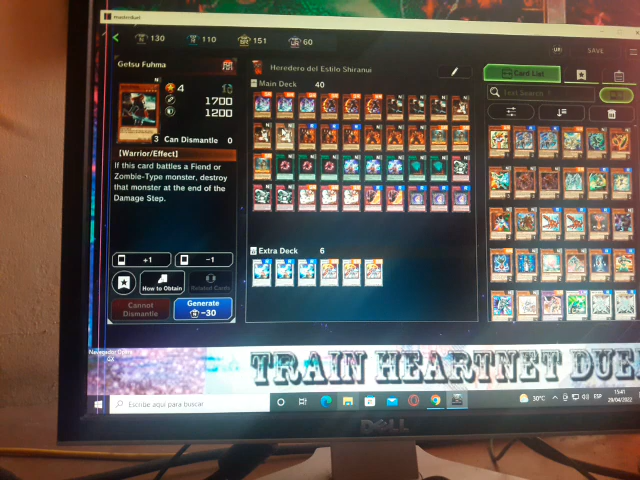 masterduel
130
110
151
60
SAVE
Getsu Fuhma
4
1700
1200
3 Can Dismantle 0
[Warrior/Effect]
If this card battles a Fiend or
Zombie-Type monster, destroy
that monster at the end of the
Damage Step.
+1
-1
How to Obtain
Related Cards
Cannot
Dismantle
Generate
-30
Heredero del Estilo Shiranui
Main Deck 40
Extra Deck 6
Card List
Text Search
Navegador Opera
TRAIN HEARTNET DUE
Escribe aquí para buscar
30°C
ESP
15:41
28/04/2022
DELL